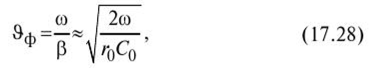 ϑф = ω/β ≈ √(2ω/(r₀C₀)), (17.28)